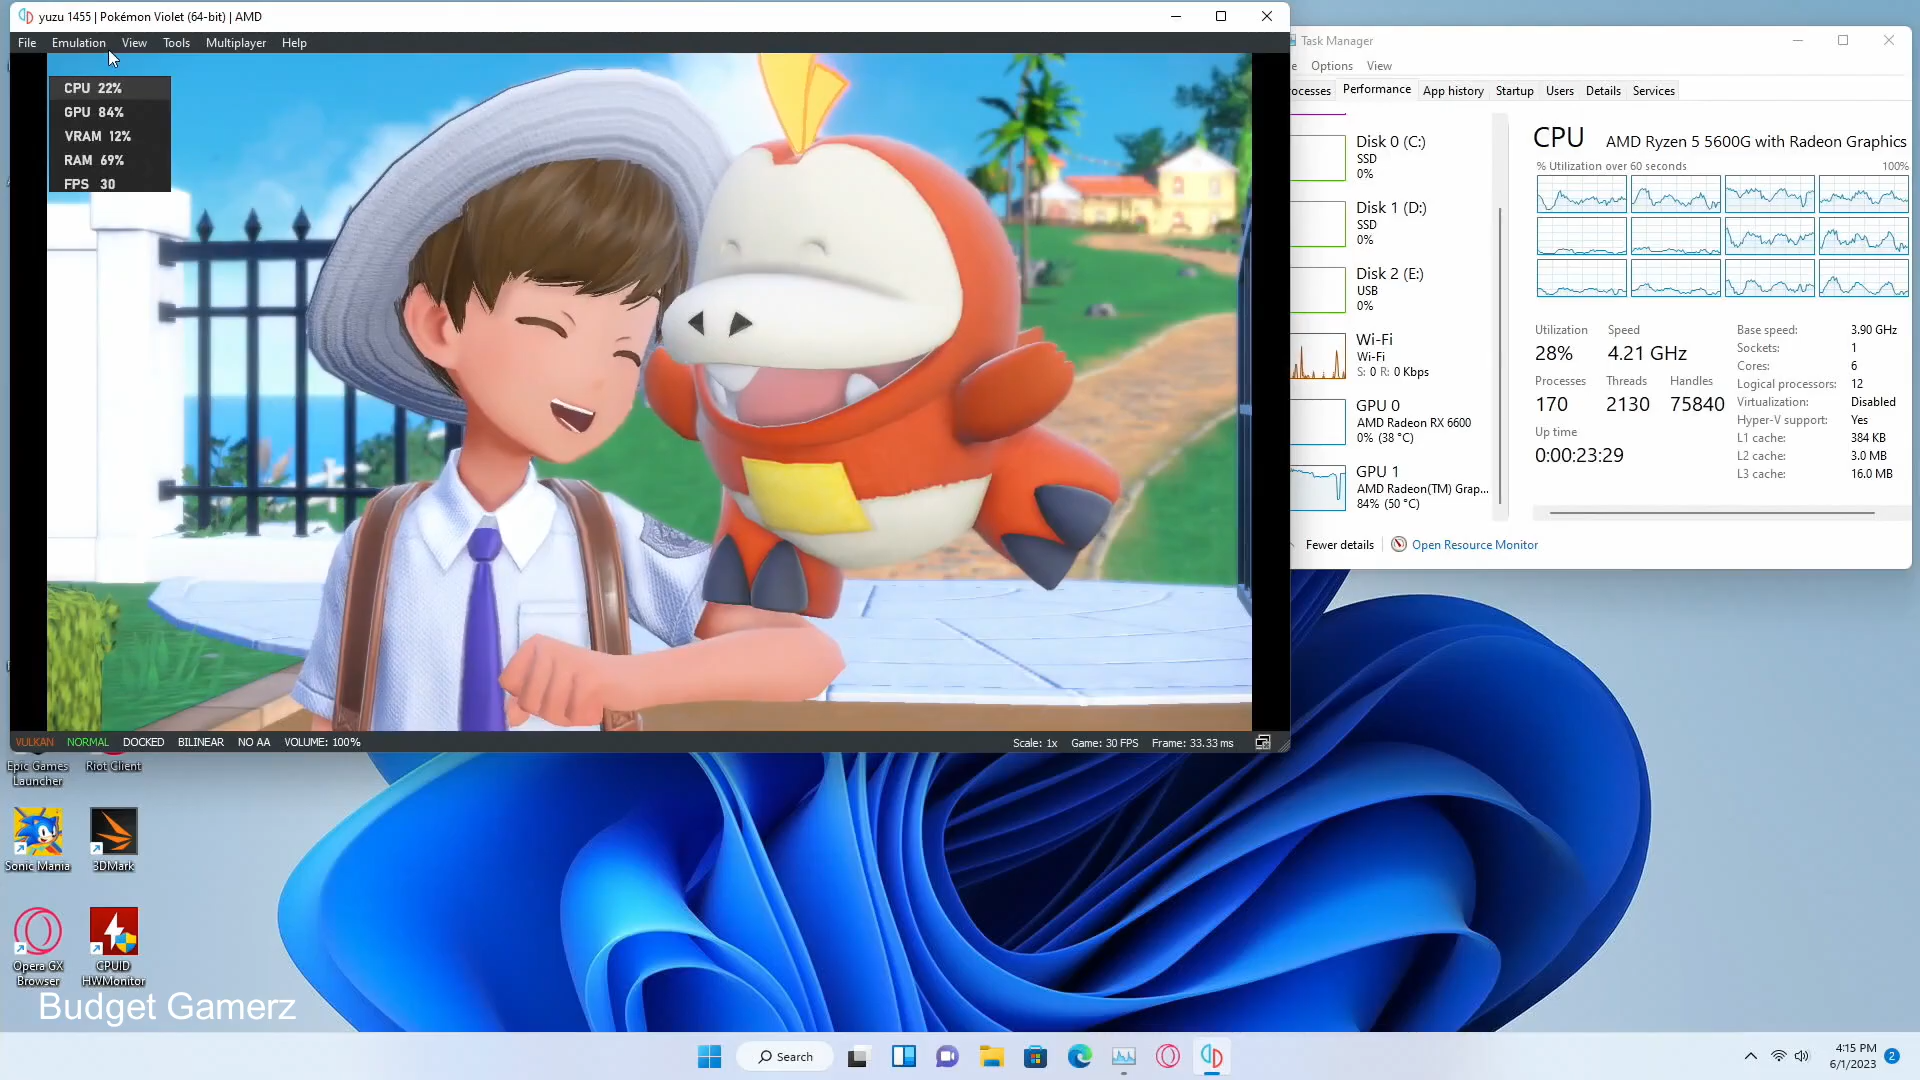 yuzu 1455 | Pokémon Violet (64-bit) | AMD
File Emulation View Tools Multiplayer Help
CPU 22%
GPU 84%
VRAM 12%
RAM 69%
FPS 30
VULKAN NORMAL DOCKED BILINEAR NO AA VOLUME: 100%
Scale: 1x Game: 30 FPS Frame: 33.33 ms
Task Manager
Options View
Performance App history Startup Users Details Services
Disk 0 (C:)
SSD
0%
Disk 1 (D:)
SSD
0%
Disk 2 (E:)
USB
0%
Wi-Fi
Wi-Fi
S: 0 R: 0 Kbps
GPU 0
AMD Radeon RX 6600
0% (38 °C)
GPU 1
AMD Radeon(TM) Grap...
84% (50 °C)
CPU AMD Ryzen 5 5600G with Radeon Graphics
% Utilization over 60 seconds 100%
Utilization Speed
28% 4.21 GHz
Processes Threads Handles
170 2130 75840
Up time
0:00:23:29
Base speed: 3.90 GHz
Sockets: 1
Cores: 6
Logical processors: 12
Virtualization: Disabled
Hyper-V support: Yes
L1 cache: 384 KB
L2 cache: 3.0 MB
L3 cache: 16.0 MB
Fewer details Open Resource Monitor
Epic Games
Launcher
Riot Client
Sonic Mania
3DMark
Opera GX
Browser
CPUID
HWMonitor
Budget Gamerz
Search
4:15 PM
6/1/2023
2